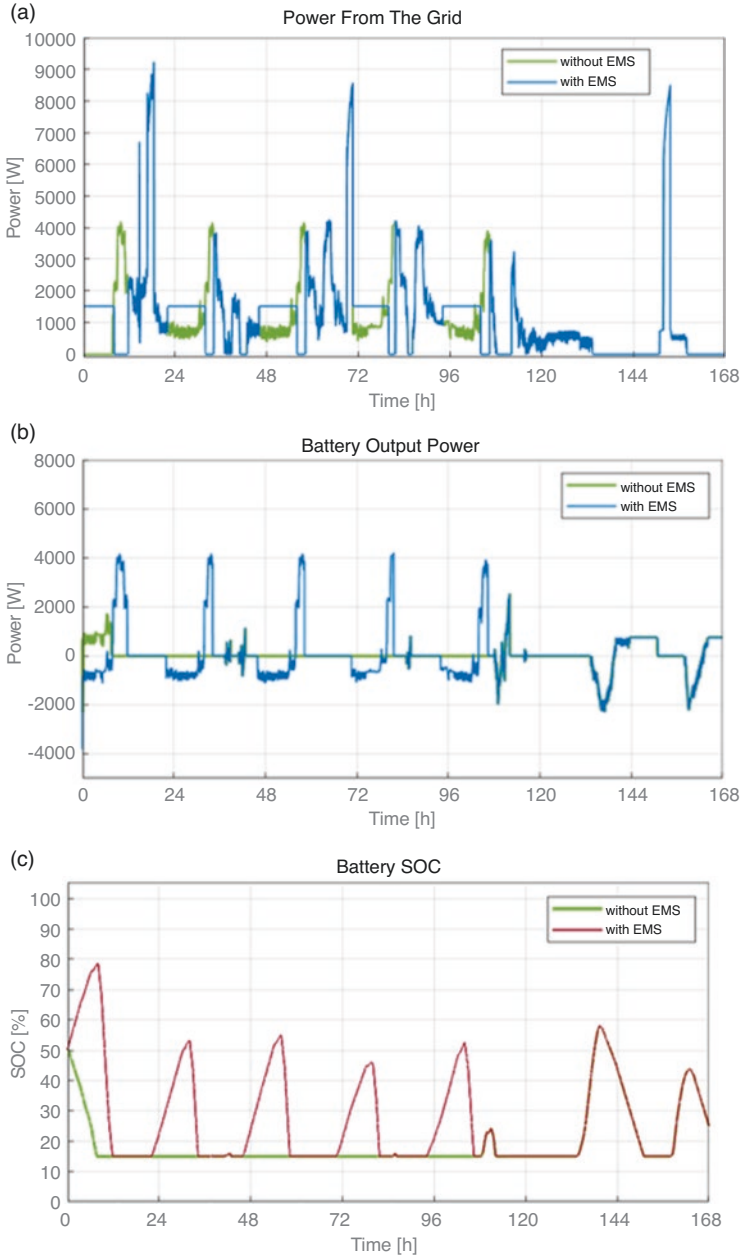 (a)
Power From The Grid
10000
9000
8000
7000
6000
5000
4000
3000
2000
1000
0
Power [W]
without EMS
with EMS
0 24 48 72 96 120 144 168
Time [h]
(b)
Battery Output Power
8000
6000
4000
2000
0
-2000
-4000
Power [W]
without EMS
with EMS
0 24 48 72 96 120 144 168
Time [h]
(c)
Battery SOC
100
90
80
70
60
50
40
30
20
10
0
SOC [%]
without EMS
with EMS
0 24 48 72 96 120 144 168
Time [h]